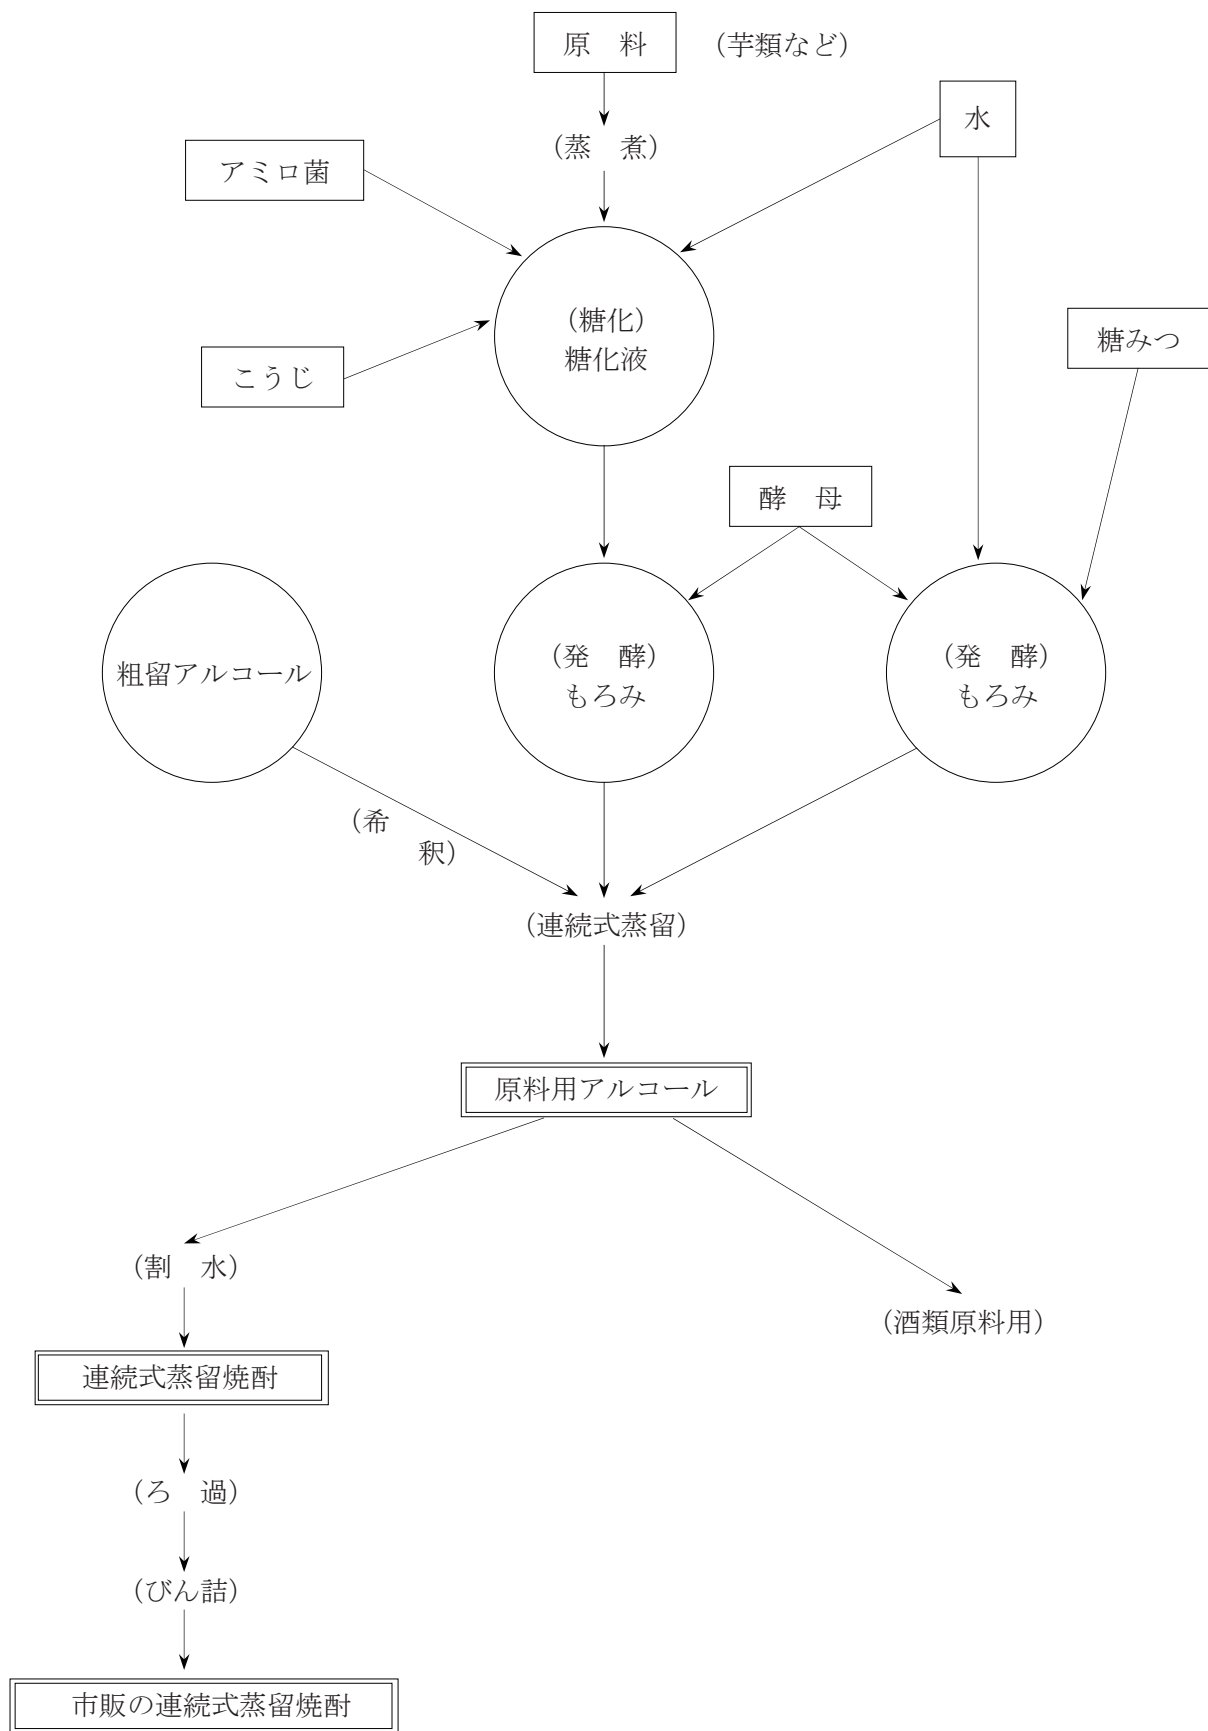 原　料　（芋類など）
水
（蒸　煮）
アミロ菌
（糖化）
糖化液
糖みつ
こうじ
酵　母
粗留アルコール
（発　酵）
もろみ
（発　酵）
もろみ
（希
釈）
（連続式蒸留）
原料用アルコール
（割　水）
（酒類原料用）
連続式蒸留焼酎
（ろ　過）
（びん詰）
市販の連続式蒸留焼酎